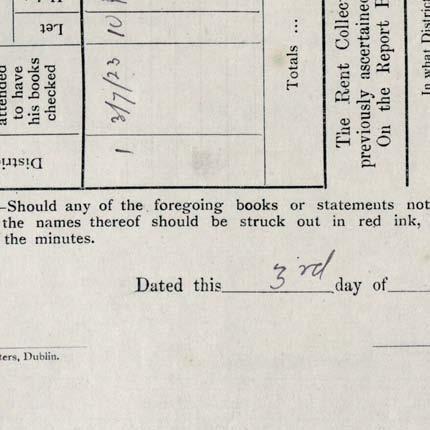 Let
10
attended
to have
his books
checked
3/7/23
1
Totals ...
The Rent Collec
previously ascertained
On the Report
In what Distric
Distri
—Should any of the foregoing books or statements not
the names thereof should be struck out in red ink,
the minutes.
Dated this 3rd day of
ters, Dublin.